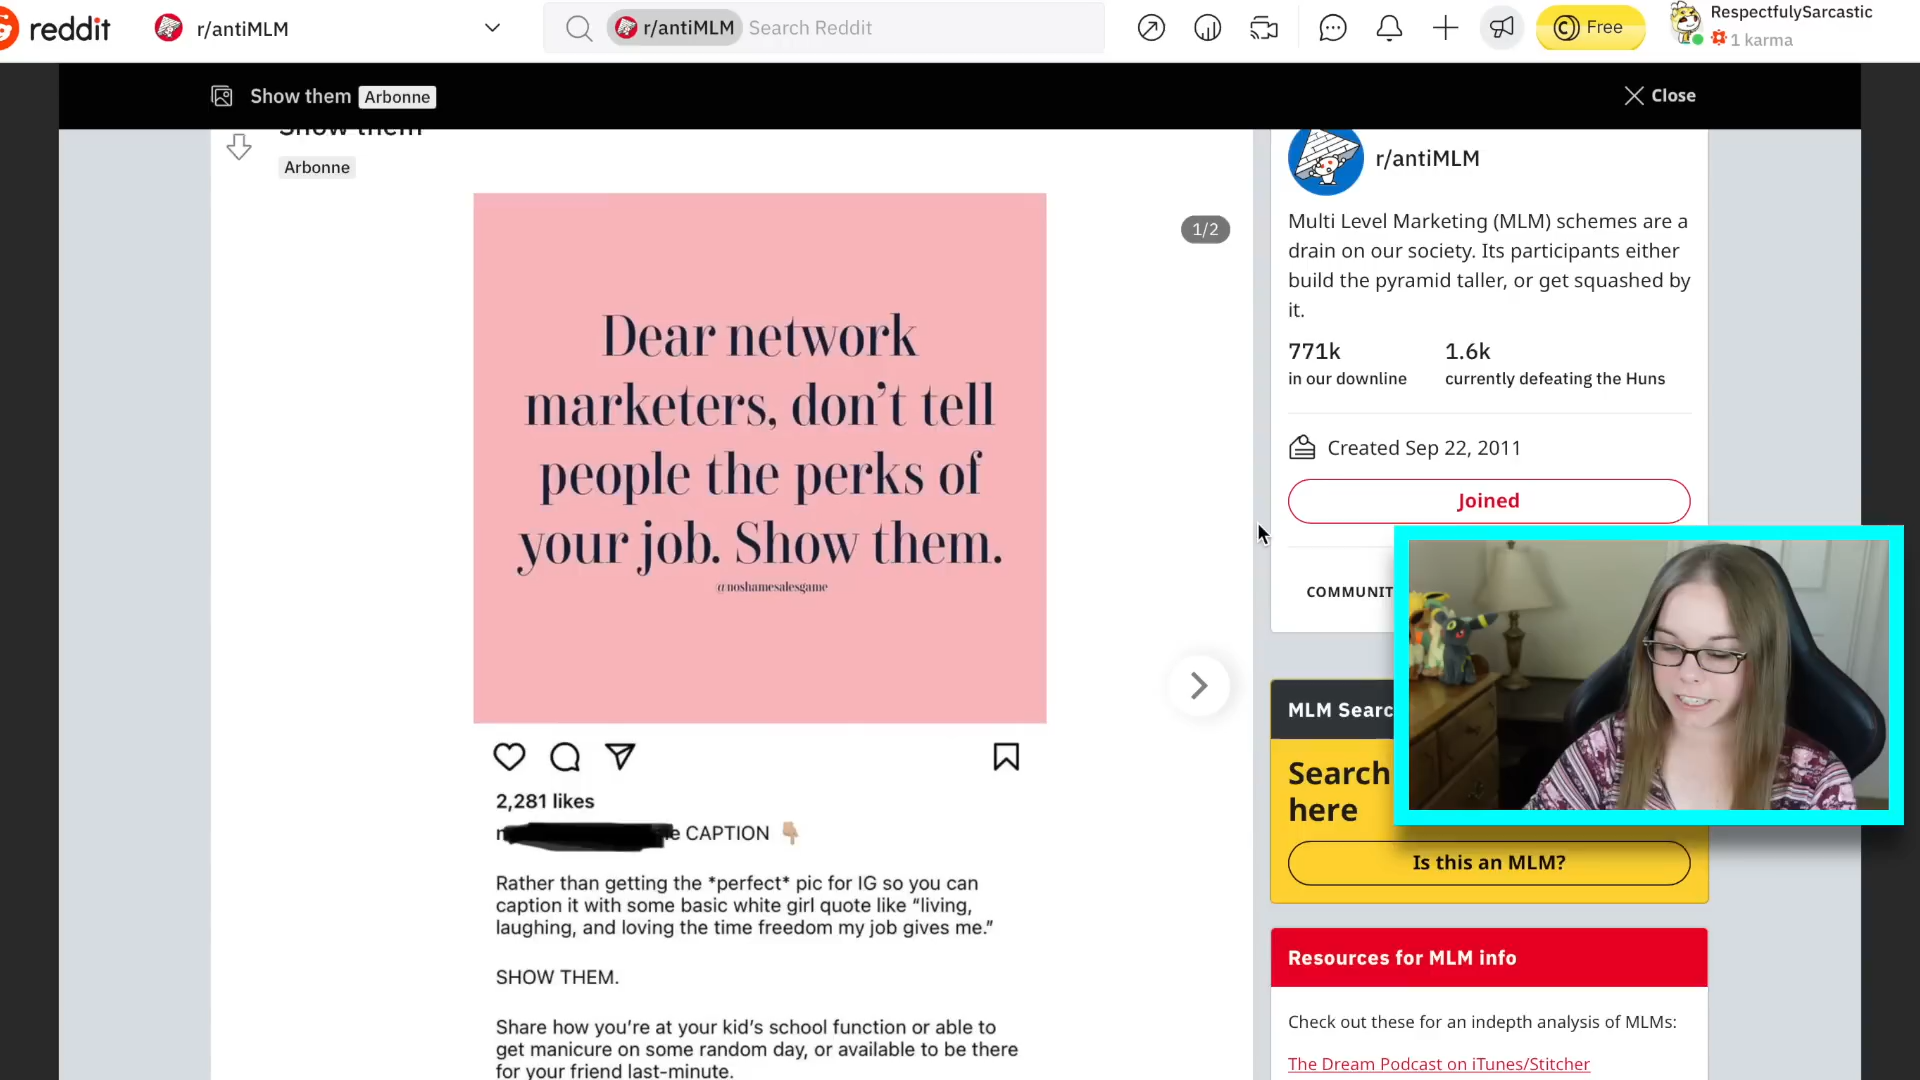 reddit
r/antiMLM
r/antiMLM Search Reddit
Free
RespectfulySarcastic
1 karma
Show them Arbonne
Close
Show them
Arbonne
1/2
Dear network
marketers, don't tell
people the perks of
your job. Show them.
@noshamesalesgame
2,281 likes
CAPTION
Rather than getting the *perfect* pic for IG so you can
caption it with some basic white girl quote like “living,
laughing, and loving the time freedom my job gives me.”
SHOW THEM.
Share how you’re at your kid’s school function or able to
get manicure on some random day, or available to be there
for your friend last-minute.
r/antiMLM
Multi Level Marketing (MLM) schemes are a
drain on our society. Its participants either
build the pyramid taller, or get squashed by
it.
771k 1.6k
in our downline currently defeating the Huns
Created Sep 22, 2011
Joined
COMMUNIT
MLM Searc
Search
here
Is this an MLM?
Resources for MLM info
Check out these for an indepth analysis of MLMs:
The Dream Podcast on iTunes/Stitcher